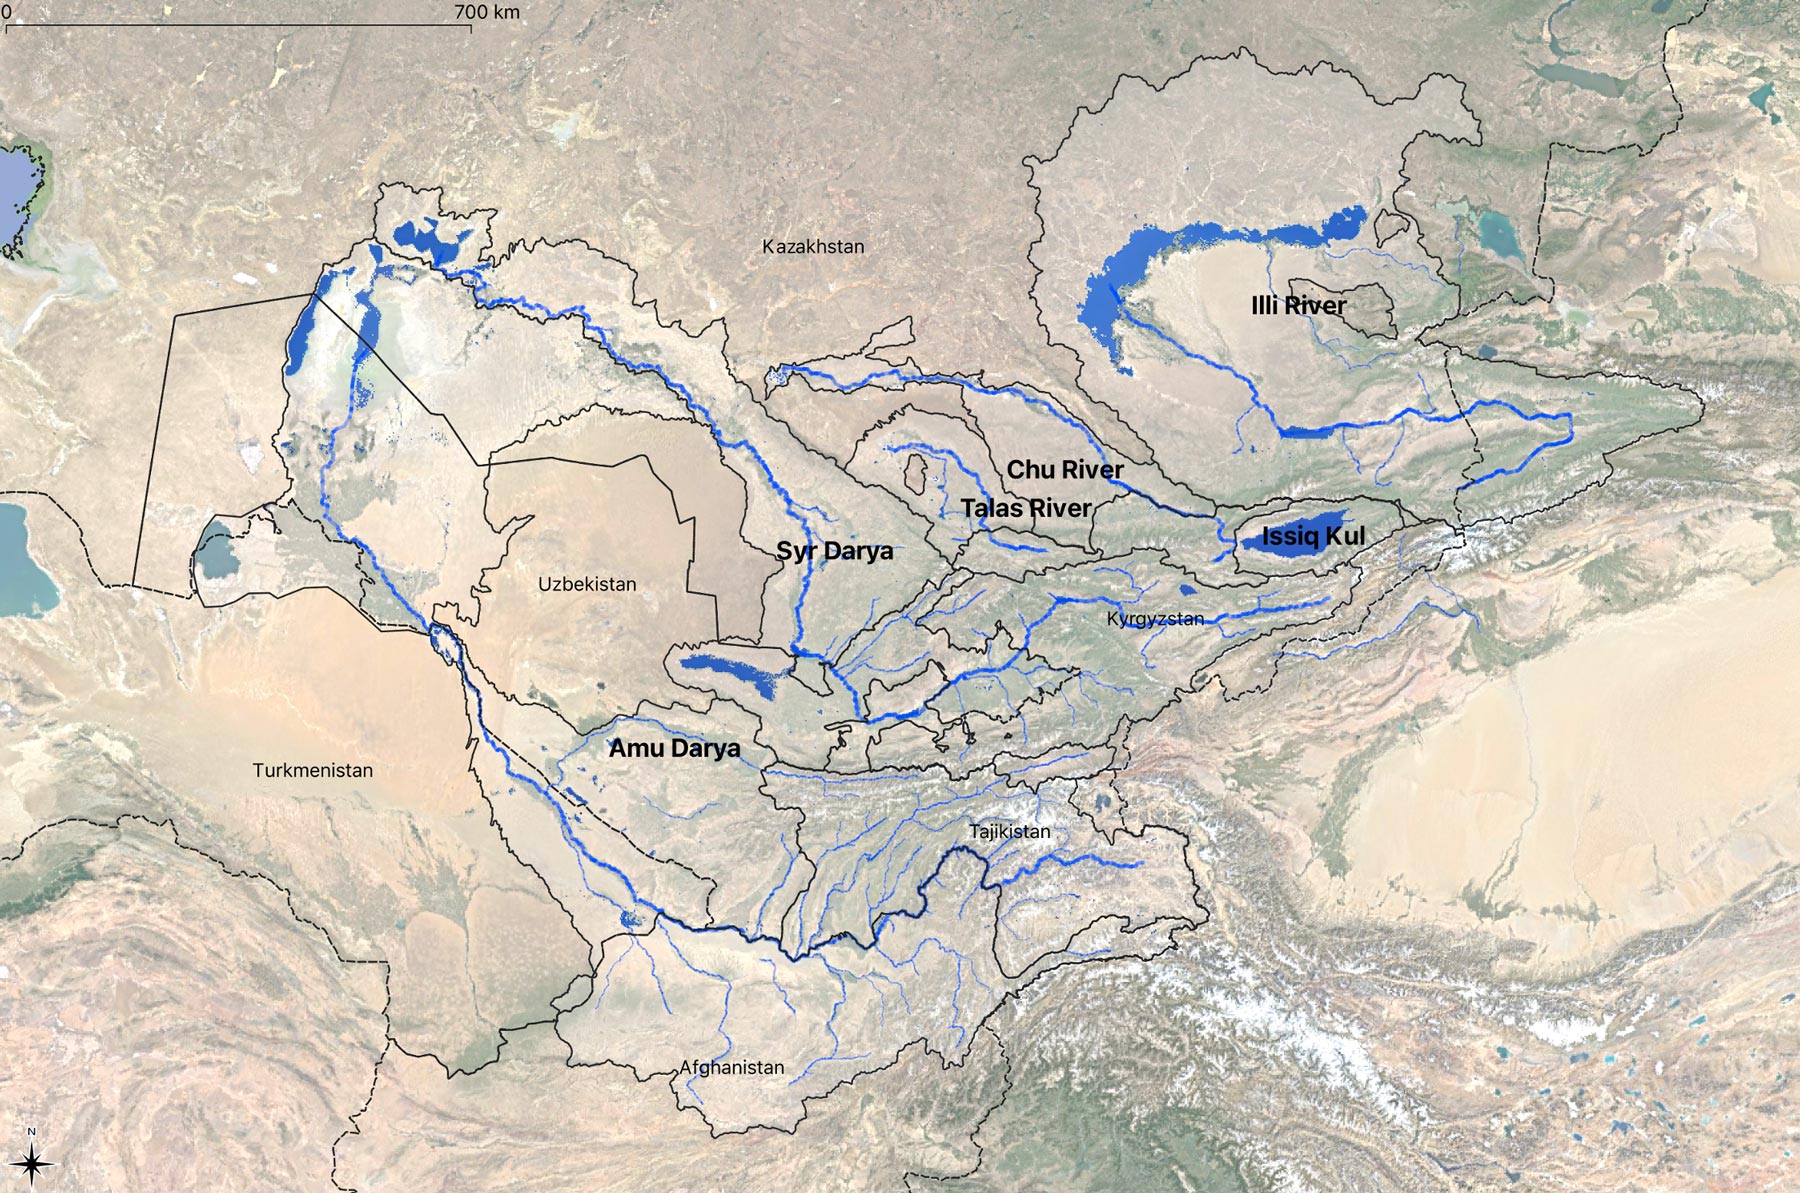 0 700 km
Kazakhstan
Illi River
Chu River
Talas River
Issiq Kul
Syr Darya
Uzbekistan
Kyrgyzstan
Amu Darya
Turkmenistan
Tajikistan
Afghanistan
N